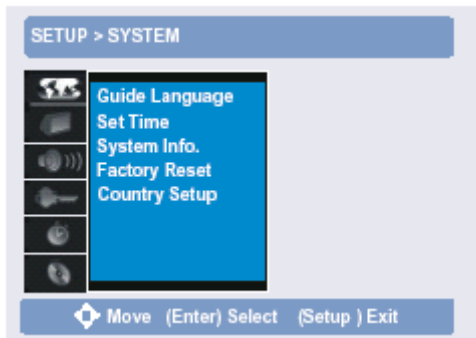 SETUP > SYSTEM
Guide Language
Set Time
System Info.
Factory Reset
Country Setup
Move (Enter) Select (Setup ) Exit